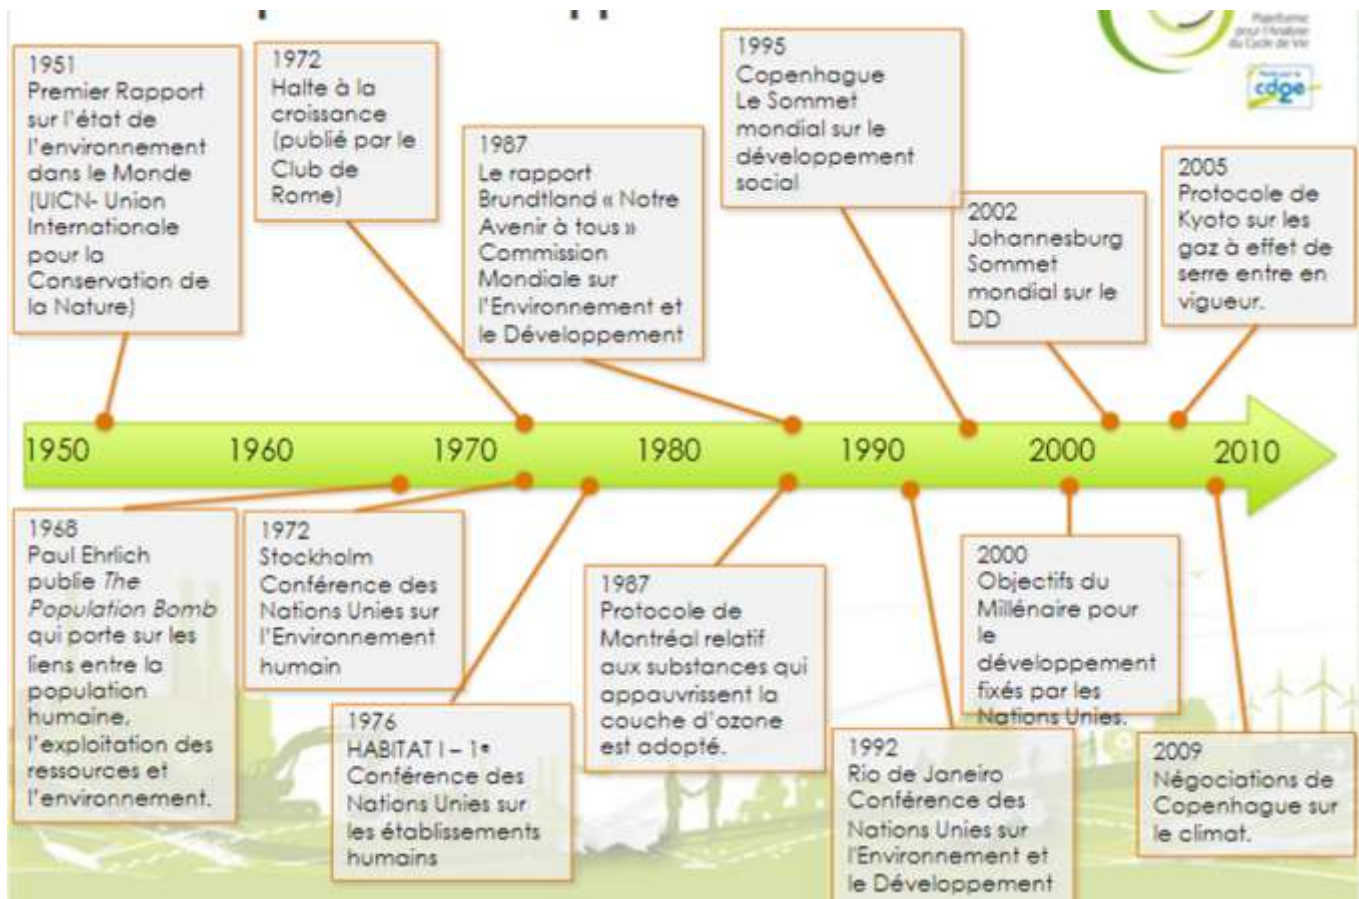 Plateforme
pour l'Analyse
du Cycle de Vie
1951
Premier Rapport
sur l'état de
l'environnement
dans le Monde
(UICN- Union
Internationale
pour la
Conservation de
la Nature)
1972
Halte à la
croissance
(publié par le
Club de
Rome)
1987
Le rapport
Brundtland « Notre
Avenir à tous »
Commission
Mondiale sur
l'Environnement et
le Développement
1995
Copenhague
Le Sommet
mondial sur le
développement
social
2002
Johannesburg
Sommet
mondial sur le
DD
2005
Protocole de
Kyoto sur les
gaz à effet de
serre entre en
vigueur.
1950 1960 1970 1980 1990 2000 2010
1968
Paul Ehrlich
publie The
Population Bomb
qui porte sur les
liens entre la
population
humaine,
l'exploitation des
ressources et
l'environnement.
1972
Stockholm
Conférence des
Nations Unies sur
l'Environnement
humain
1976
HABITAT I – 1e
Conférence des
Nations Unies sur
les établissements
humains
1987
Protocole de
Montréal relatif
aux substances qui
appauvrissent la
couche d'ozone
est adopté.
1992
Rio de Janeiro
Conférence des
Nations Unies sur
l'Environnement et
le Développement
2000
Objectifs du
Millénaire pour
le
développement
fixés par les
Nations Unies.
2009
Négociations de
Copenhague sur
le climat.